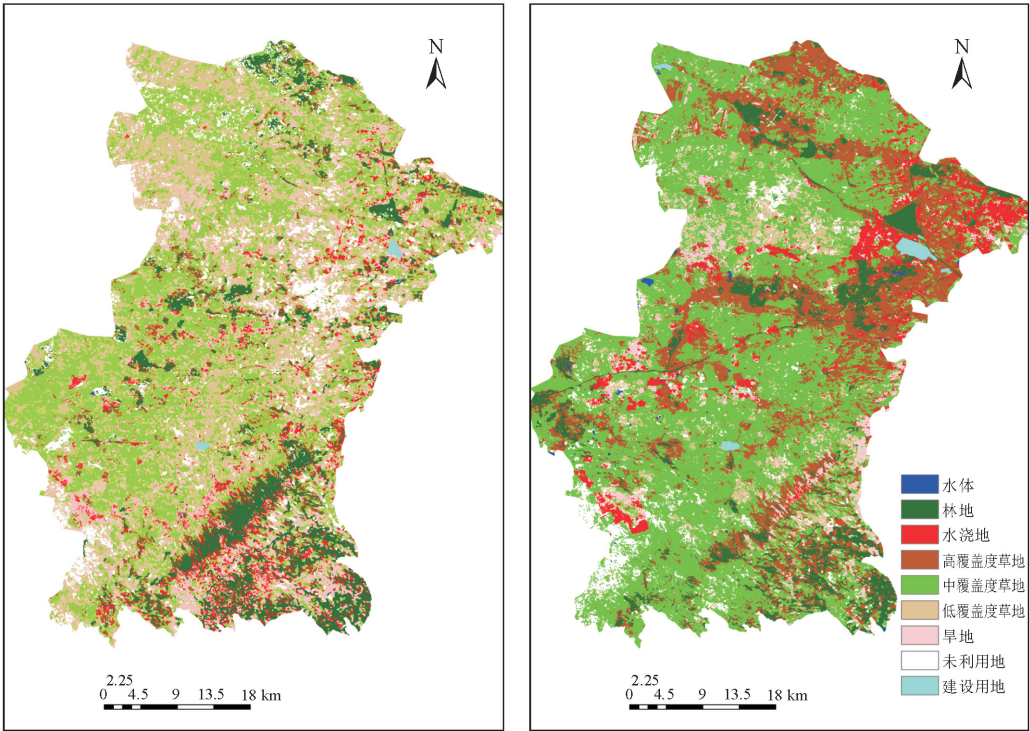 N
2.25
0 4.5 9 13.5 18 km
N
水体
林地
水浇地
高覆盖度草地
中覆盖度草地
低覆盖度草地
旱地
未利用地
建设用地
2.25
0 4.5 9 13.5 18 km